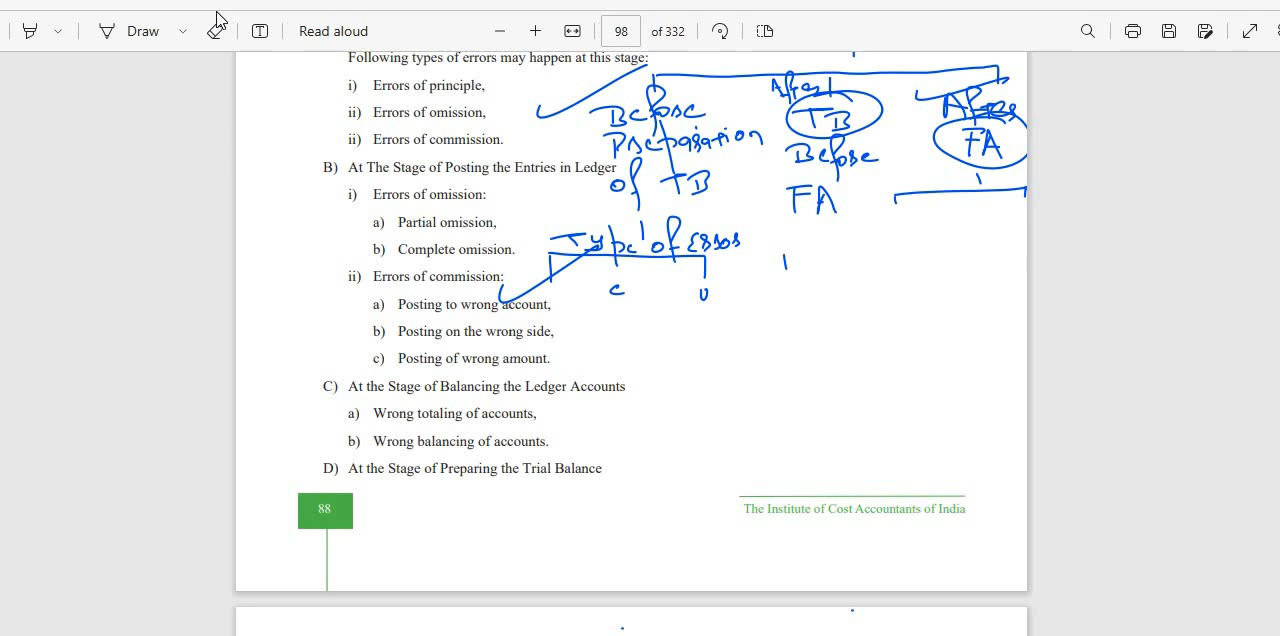 Draw
Read aloud
98 of 332
Following types of errors may happen at this stage:
i) Errors of principle,
ii) Errors of omission,
ii) Errors of commission.
B) At The Stage of Posting the Entries in Ledger
i) Errors of omission:
a) Partial omission,
b) Complete omission.
ii) Errors of commission:
a) Posting to wrong account,
b) Posting on the wrong side,
c) Posting of wrong amount.
C) At the Stage of Balancing the Ledger Accounts
a) Wrong totaling of accounts,
b) Wrong balancing of accounts.
D) At the Stage of Preparing the Trial Balance
Before
Preparation
of TB
After
TB
Before
FA
After
FA
Type of Errors
C U
88
The Institute of Cost Accountants of India